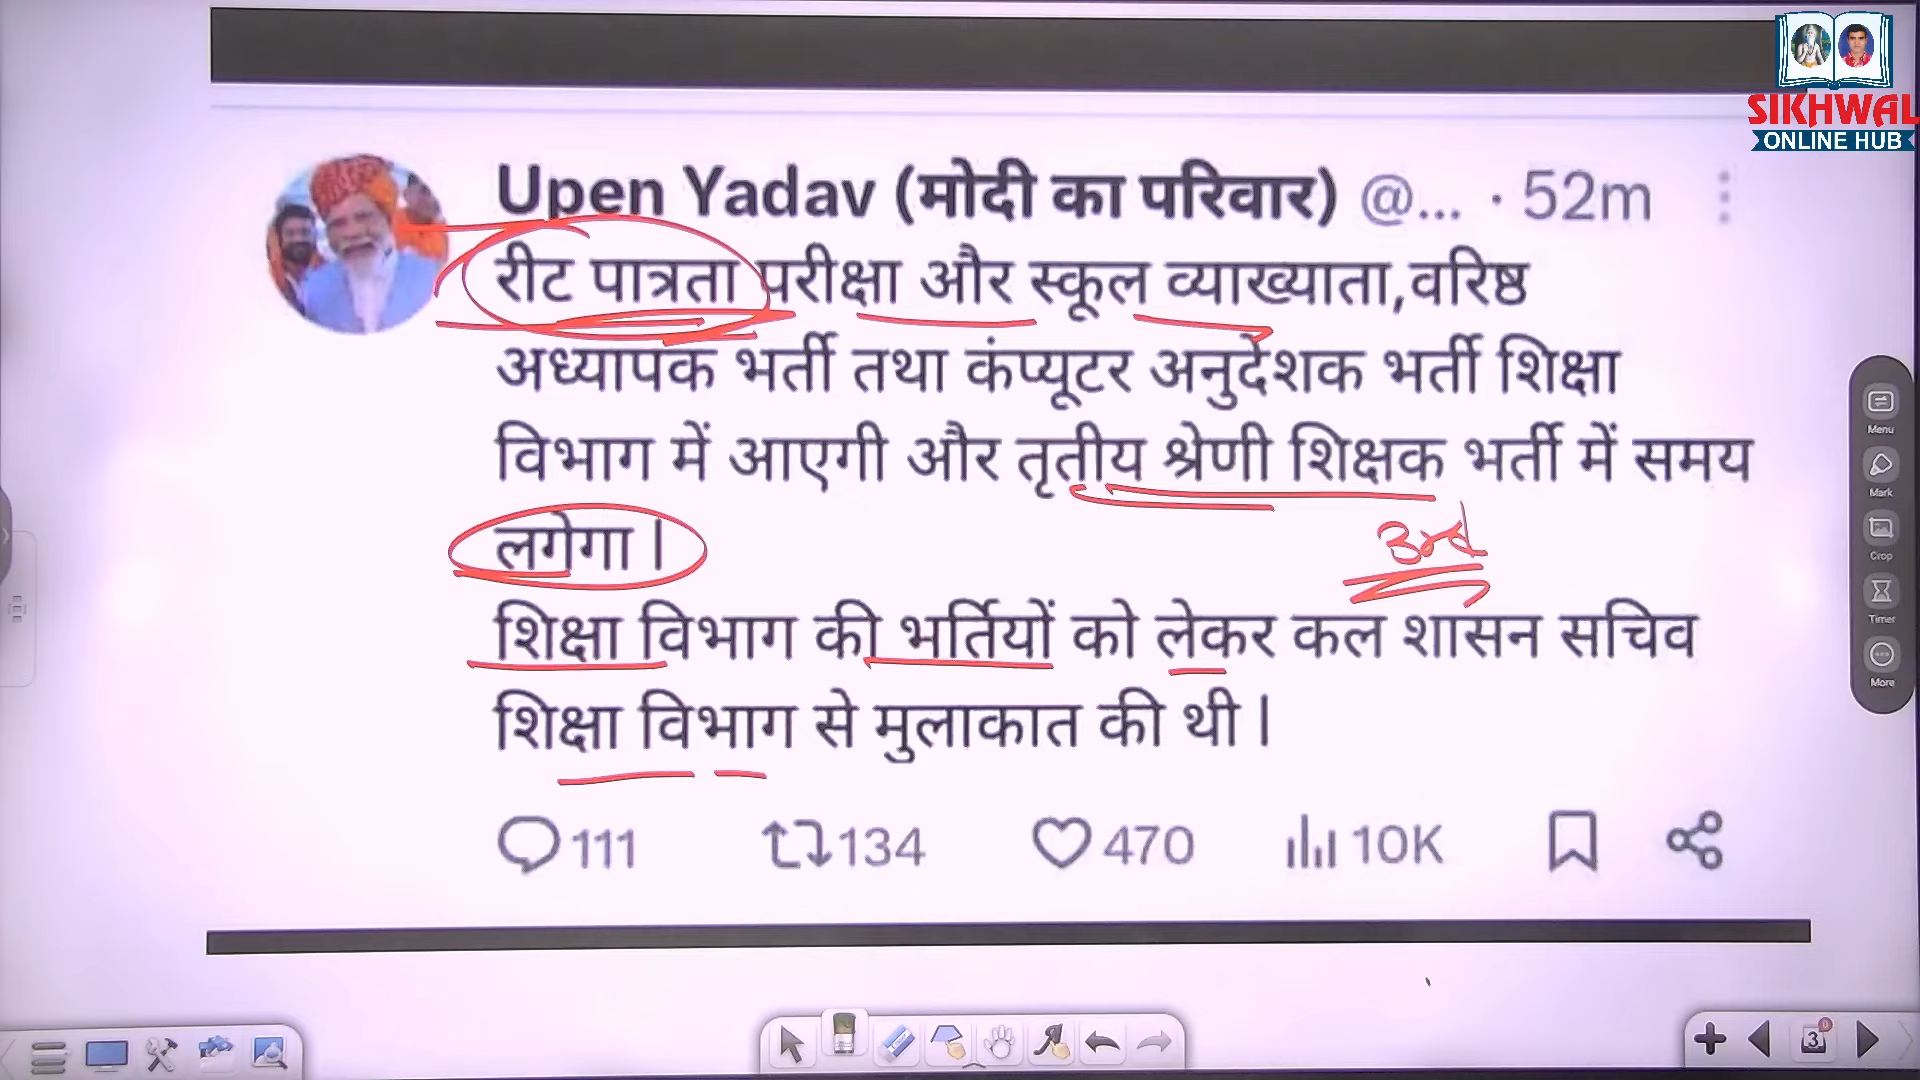 SIKHWAL
ONLINE HUB
Upen Yadav (मोदी का परिवार) @... · 52m
रीट पात्रता परीक्षा और स्कूल व्याख्याता,वरिष्ठ
अध्यापक भर्ती तथा कंप्यूटर अनुदेशक भर्ती शिक्षा
विभाग में आएगी और तृतीय श्रेणी शिक्षक भर्ती में समय
लगेगा |
3rd
शिक्षा विभाग की भर्तियों को लेकर कल शासन सचिव
शिक्षा विभाग से मुलाकात की थी |
111 134 470 10K
Menu
Mark
Crop
Timer
More
3